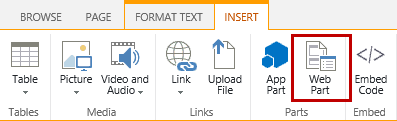 BROWSE PAGE FORMAT TEXT INSERT
Table Picture Video and Audio Link Upload File App Part Web Part Embed Code
Tables Media Links Parts Embed